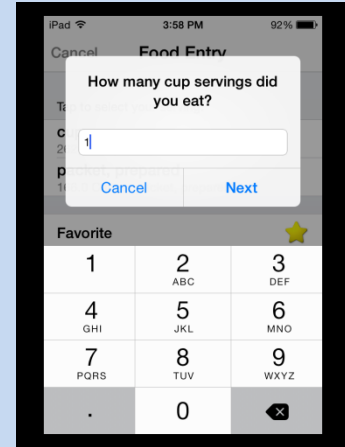 iPad 3:58 PM 92%
Cancel Food Entry
How many cup servings did
you eat?
1
Cancel Next
Favorite
1 2 3
ABC DEF
4 5 6
GHI JKL MNO
7 8 9
PQRS TUV WXYZ
. 0